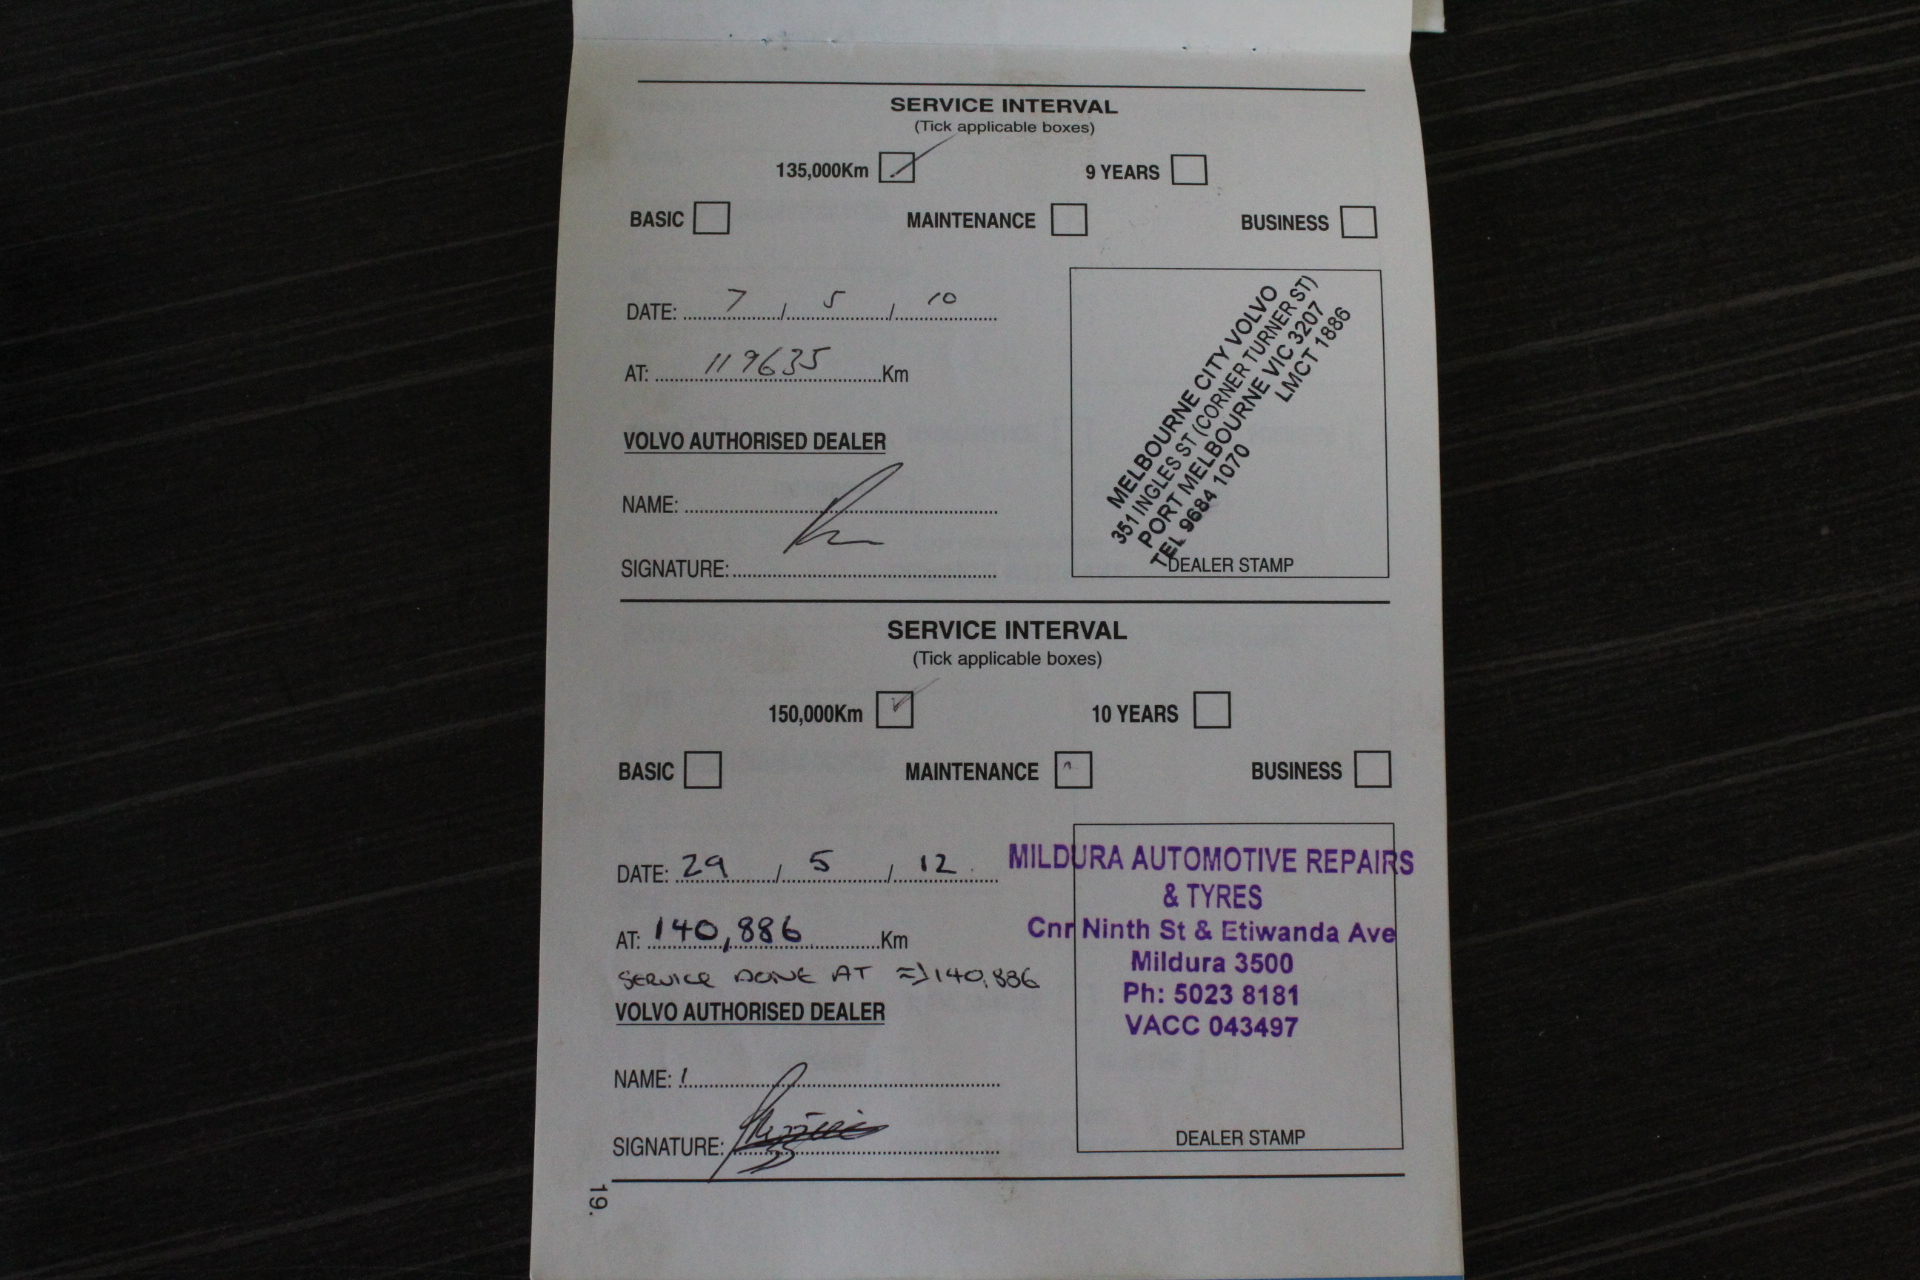 SERVICE INTERVAL
(Tick applicable boxes)
135,000Km 9 YEARS
BASIC MAINTENANCE BUSINESS
DATE: 7 / 5 / 10
AT: 119635 Km
VOLVO AUTHORISED DEALER
NAME:
SIGNATURE:
MELBOURNE CITY VOLVO
351 INGLES ST (CORNER TURNER ST)
PORT MELBOURNE VIC 3207
TEL 9684 1070 LMCT 1886
DEALER STAMP
SERVICE INTERVAL
(Tick applicable boxes)
150,000Km 10 YEARS
BASIC MAINTENANCE BUSINESS
DATE: 29 / 5 / 12
AT: 140,886 Km
SERVICE DONE AT => 140,886
VOLVO AUTHORISED DEALER
NAME:
SIGNATURE:
MILDURA AUTOMOTIVE REPAIRS
& TYRES
Cnr Ninth St & Etiwanda Ave
Mildura 3500
Ph: 5023 8181
VACC 043497
DEALER STAMP
19.